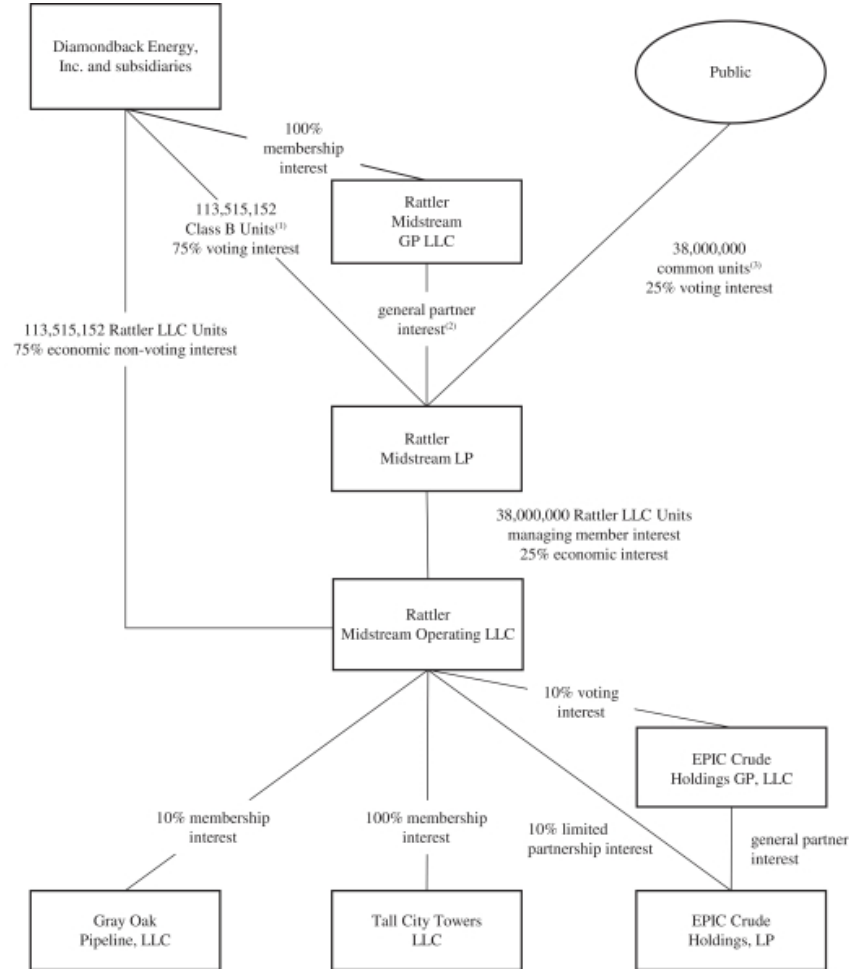 Diamondback Energy,
Inc. and subsidiaries
Public
100%
membership
interest
Rattler
Midstream
GP LLC
113,515,152
Class B Units(1)
75% voting interest
38,000,000
common units(3)
25% voting interest
general partner
interest(2)
113,515,152 Rattler LLC Units
75% economic non-voting interest
Rattler
Midstream LP
38,000,000 Rattler LLC Units
managing member interest
25% economic interest
Rattler
Midstream Operating LLC
10% voting
interest
EPIC Crude
Holdings GP, LLC
10% membership
interest
100% membership
interest
10% limited
partnership interest
general partner
interest
Gray Oak
Pipeline, LLC
Tall City Towers
LLC
EPIC Crude
Holdings, LP